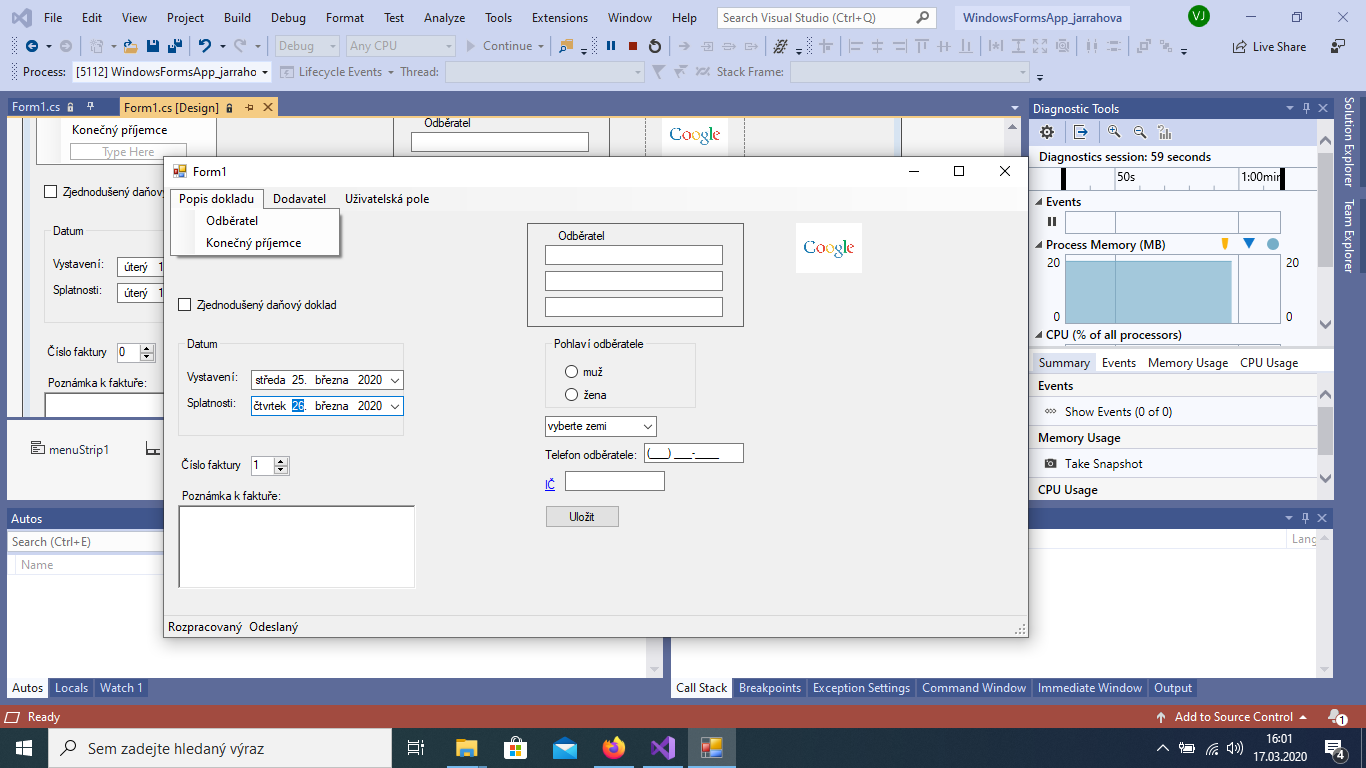 File Edit View Project Build Debug Format Test Analyze Tools Extensions Window Help Search Visual Studio (Ctrl+Q) WindowsFormsApp_jarrahova VJ
Debug Any CPU Continue Live Share
Process: [5112] WindowsFormsApp_jarraho Lifecycle Events Thread: Stack Frame:
Form1.cs Form1.cs [Design]
Konečný příjemce
Type Here
Odběratel
Google
Zjednodušený daňový
Datum
Vystavení: úterý 1
Splatnosti: úterý 1
Číslo faktury 0
Poznámka k faktuře:
menuStrip1
Form1
Popis dokladu Dodavatel Uživatelská pole
Odběratel
Konečný příjemce
Odběratel
Google
Zjednodušený daňový doklad
Datum
Vystavení: středa 25. března 2020
Splatnosti: čtvrtek 26. března 2020
Číslo faktury 1
Poznámka k faktuře:
Pohlaví odběratele
muž
žena
vyberte zemi
Telefon odběratele: (___) ___-____
IČ
Uložit
Rozpracovaný Odeslaný
Diagnostic Tools
Diagnostics session: 59 seconds
50s 1:00min
Events
Process Memory (MB)
20 20
0 0
CPU (% of all processors)
Summary Events Memory Usage CPU Usage
Events
Show Events (0 of 0)
Memory Usage
Take Snapshot
CPU Usage
Solution Explorer
Team Explorer
Autos
Search (Ctrl+E)
Name
Lang
Autos Locals Watch 1
Call Stack Breakpoints Exception Settings Command Window Immediate Window Output
Ready Add to Source Control 1
Sem zadejte hledaný výraz
16:01
17.03.2020
4